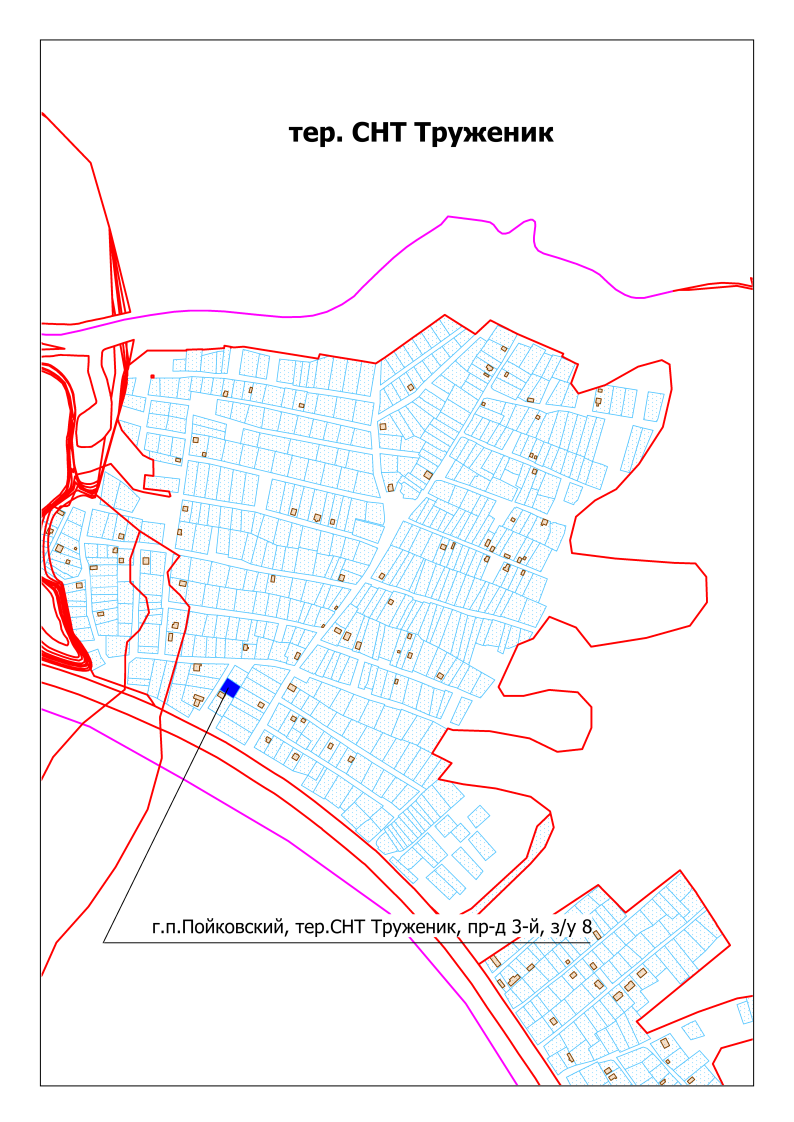 тер. СНТ Труженик
г.п.Пойковский, тер.СНТ Труженик, пр-д 3-й, з/у 8